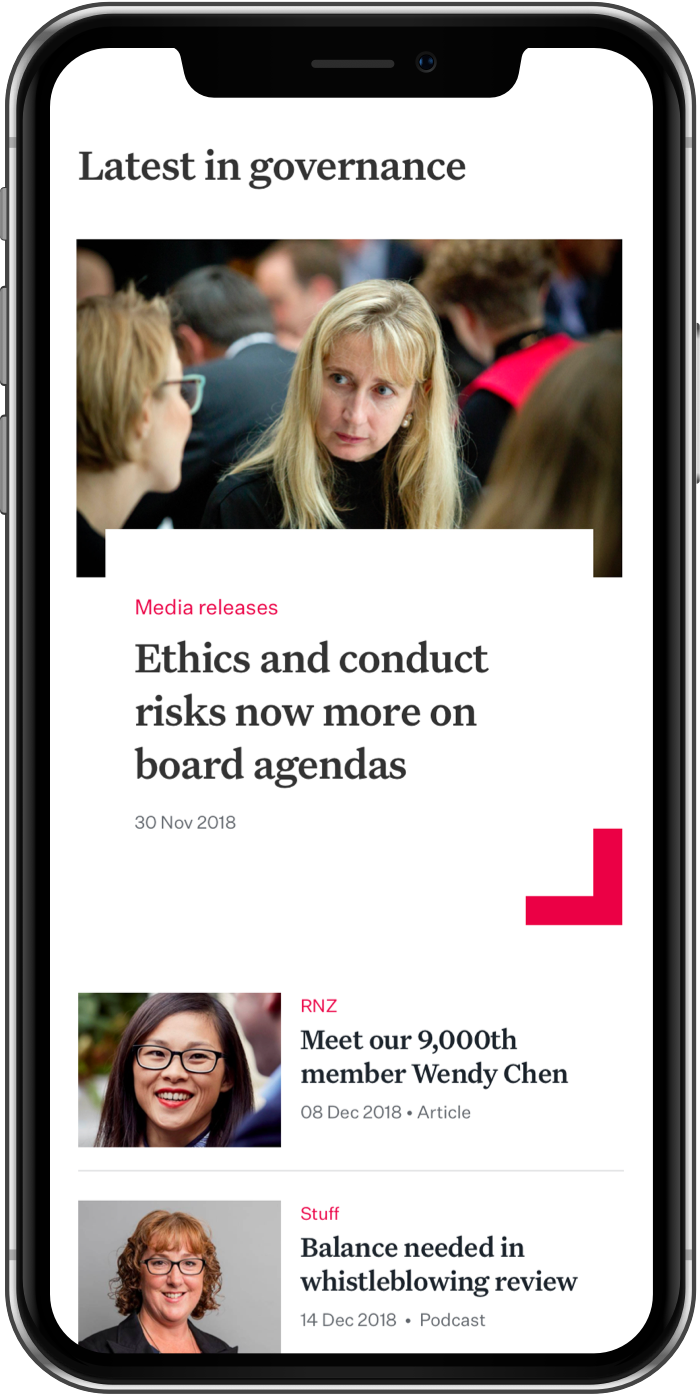 Latest in governance
Media releases
Ethics and conduct
risks now more on
board agendas
30 Nov 2018
RNZ
Meet our 9,000th
member Wendy Chen
08 Dec 2018 • Article
Stuff
Balance needed in
whistleblowing review
14 Dec 2018 • Podcast